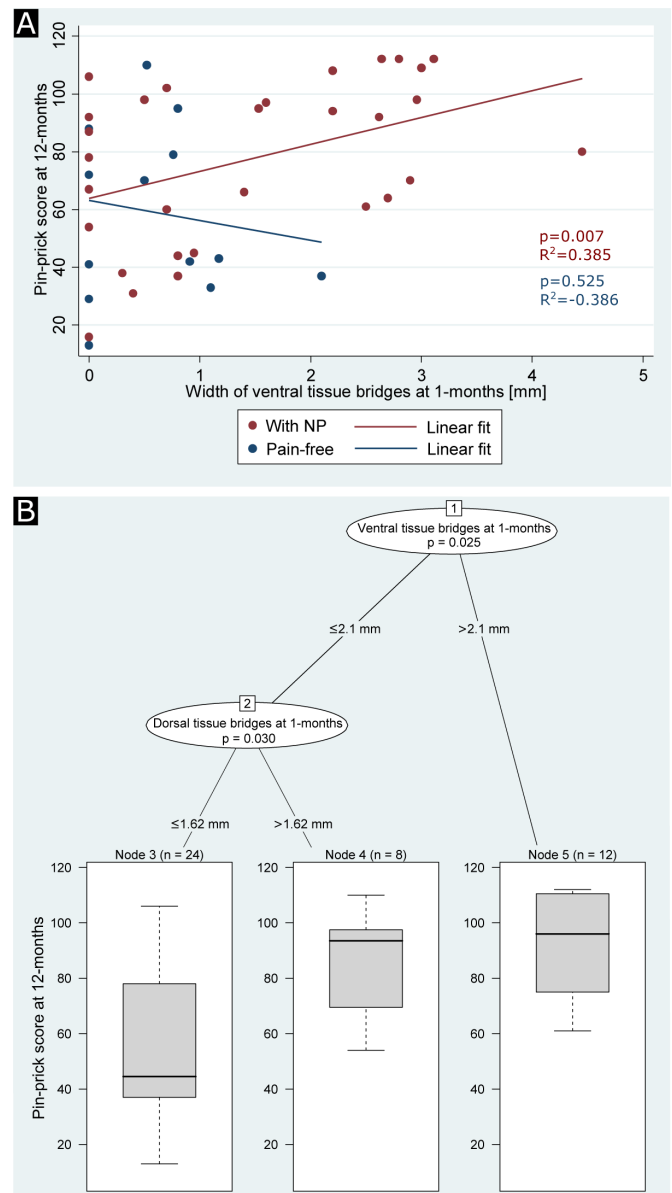 A
Pin-prick score at 12-months
120
100
80
60
40
20
p=0.007
R²=0.385
p=0.525
R²=-0.386
0 1 2 3 4 5
Width of ventral tissue bridges at 1-months [mm]
With NP Linear fit
Pain-free Linear fit
B
1
Ventral tissue bridges at 1-months
p = 0.025
≤2.1 mm >2.1 mm
2
Dorsal tissue bridges at 1-months
p = 0.030
≤1.62 mm >1.62 mm
Node 3 (n = 24) Node 4 (n = 8) Node 5 (n = 12)
Pin-prick score at 12-months
120 120 120
100 100 100
80 80 80
60 60 60
40 40 40
20 20 20